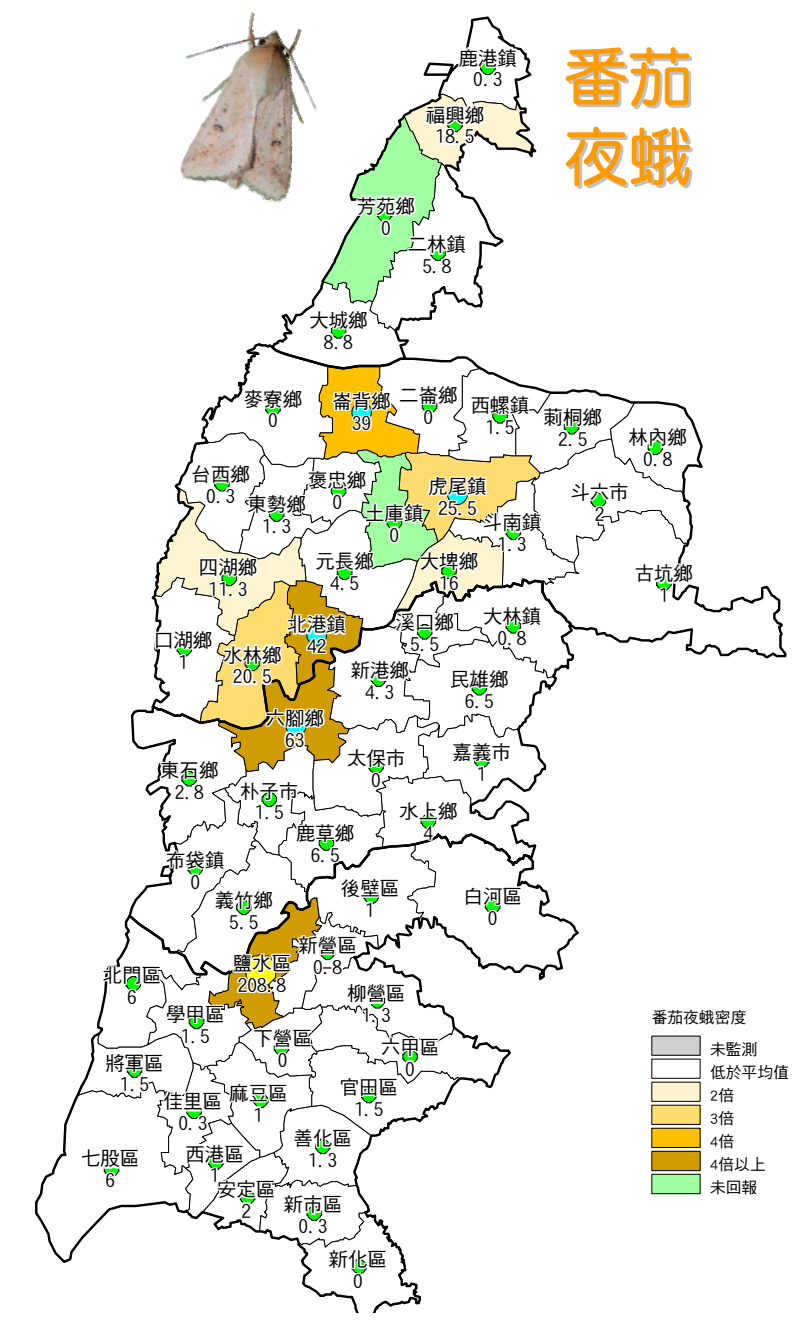 番茄
夜蛾
鹿港鎮
0.3
福興鄉
18.5
芳苑鄉
0
二林鎮
5.8
大城鄉
8.8
麥寮鄉
0
崙背鄉
39
二崙鄉
0
西螺鎮
1.5
莿桐鄉
2.5
林內鄉
0.8
台西鄉
0.3
東勢鄉
1.3
褒忠鄉
0
土庫鎮
0
虎尾鎮
25.5
斗南鎮
1.3
斗六市
2
四湖鄉
11.3
元長鄉
4.5
大埤鄉
16
古坑鄉
1
口湖鄉
1
水林鄉
20.5
北港鎮
42
溪口鄉
5.5
大林鎮
0.8
新港鄉
4.3
民雄鄉
6.5
六腳鄉
63
東石鄉
2.8
朴子市
1.5
太保市
0
嘉義市
1
水上鄉
4
鹿草鄉
6.5
布袋鎮
0
義竹鄉
5.5
後壁區
1
白河區
0
鹽水區
208.8
新營區
0.8
北門區
6
學甲區
1.5
柳營區
1.3
下營區
0
六甲區
0
將軍區
1.5
佳里區
0.3
麻豆區
1
官田區
1.5
七股區
6
西港區
1
善化區
1.3
安定區
2
新市區
0.3
新化區
0
番茄夜蛾密度
未監測
低於平均值
2倍
3倍
4倍
4倍以上
未回報